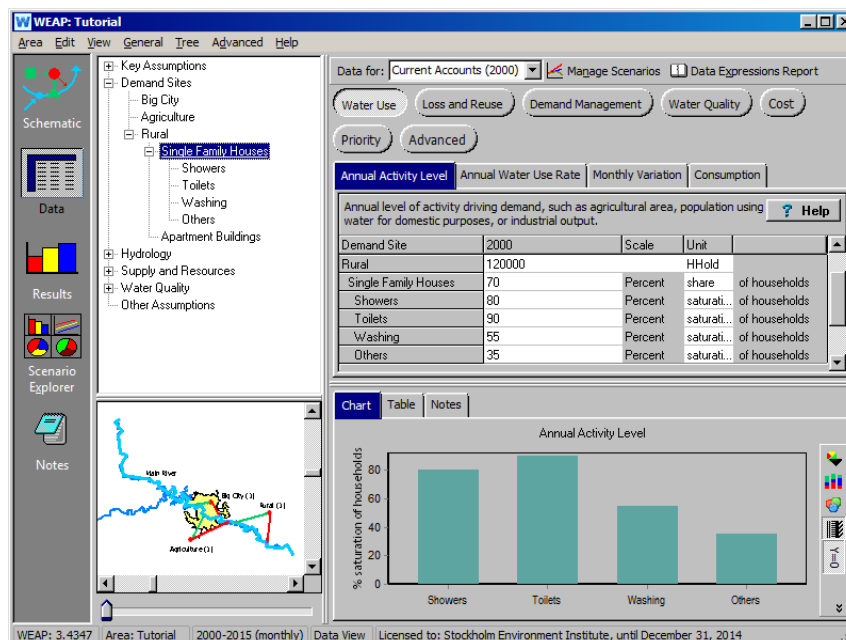 WEAP: Tutorial
Area Edit View General Tree Advanced Help
Schematic
Data
Results
Scenario
Explorer
Notes
Key Assumptions
Demand Sites
Big City
Agriculture
Rural
Single Family Houses
Showers
Toilets
Washing
Others
Apartment Buildings
Hydrology
Supply and Resources
Water Quality
Other Assumptions
Main River
Big City (1)
Rural (1)
Agriculture (1)
Data for: Current Accounts (2000) Manage Scenarios Data Expressions Report
Water Use Loss and Reuse Demand Management Water Quality Cost
Priority Advanced
Annual Activity Level Annual Water Use Rate Monthly Variation Consumption
Annual level of activity driving demand, such as agricultural area, population using
water for domestic purposes, or industrial output.
? Help
Demand Site 2000 Scale Unit
Rural 120000 HHold
Single Family Houses 70 Percent share of households
Showers 80 Percent saturati... of households
Toilets 90 Percent saturati... of households
Washing 55 Percent saturati... of households
Others 35 Percent saturati... of households
Chart Table Notes
Annual Activity Level
% saturation of households
80
60
40
20
0
Showers Toilets Washing Others
Y=0
WEAP: 3.4347 Area: Tutorial 2000-2015 (monthly) Data View Licensed to: Stockholm Environment Institute, until December 31, 2014